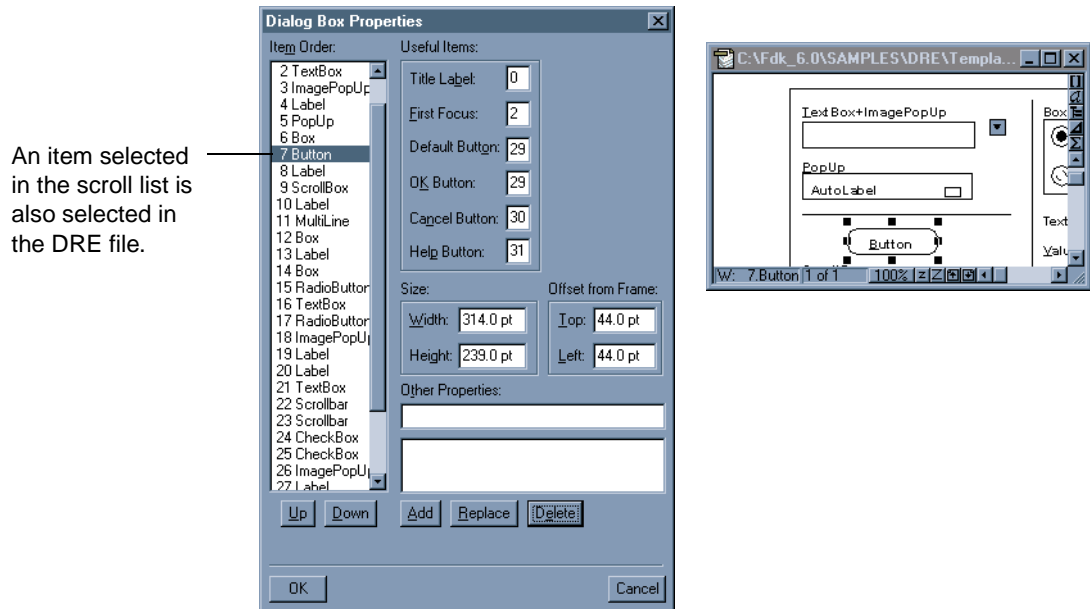 An item selected
in the scroll list is
also selected in
the DRE file.
Dialog Box Properties
Item Order:
2 TextBox
3 ImagePopUp
4 Label
5 PopUp
6 Box
7 Button
8 Label
9 ScrollBox
10 Label
11 MultiLine
12 Box
13 Label
14 Box
15 RadioButton
16 TextBox
17 RadioButton
18 ImagePopUp
19 Label
20 Label
21 TextBox
22 Scrollbar
23 Scrollbar
24 CheckBox
25 CheckBox
26 ImagePopUp
27 Label
Up Down
Useful Items:
Title Label: 0
First Focus: 2
Default Button: 29
OK Button: 29
Cancel Button: 30
Help Button: 31
Size:
Width: 314.0 pt
Height: 239.0 pt
Offset from Frame:
Top: 44.0 pt
Left: 44.0 pt
Other Properties:
Add Replace Delete
OK Cancel
C:\Fdk_6.0\SAMPLES\DRE\Templa...
TextBox+ImagePopUp
PopUp
AutoLabel
Button
Box
Text
Valu
W: 7.Button 1 of 1 100% z Z